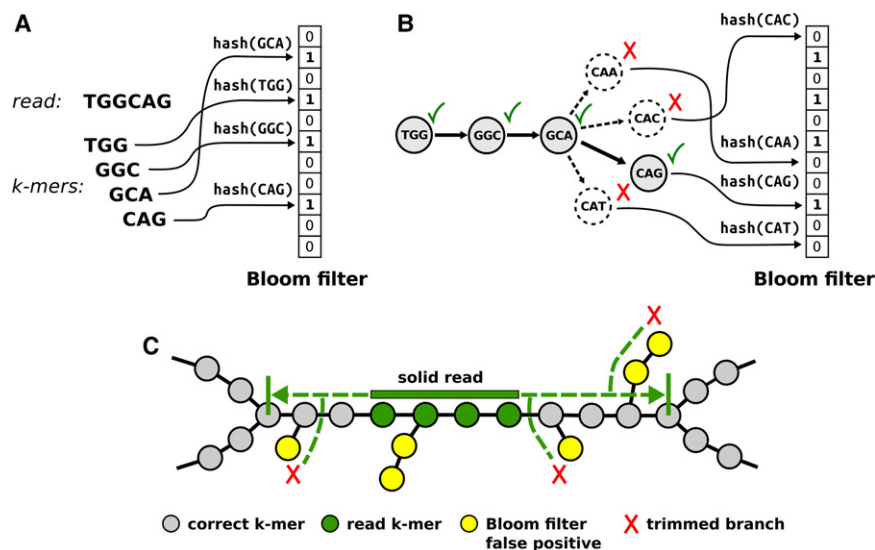 A
read: TGGCAG
k-mers:
TGG
GGC
GCA
CAG
hash(GCA)
hash(TGG)
hash(GGC)
hash(CAG)
0
1
0
1
0
1
0
0
1
0
0
Bloom filter
B
TGG
GGC
GCA
CAA
CAC
CAG
CAT
hash(CAC)
hash(CAA)
hash(CAG)
hash(CAT)
0
1
0
1
0
1
0
0
1
0
0
Bloom filter
C
solid read
correct k-mer
read k-mer
Bloom filter
false positive
trimmed branch